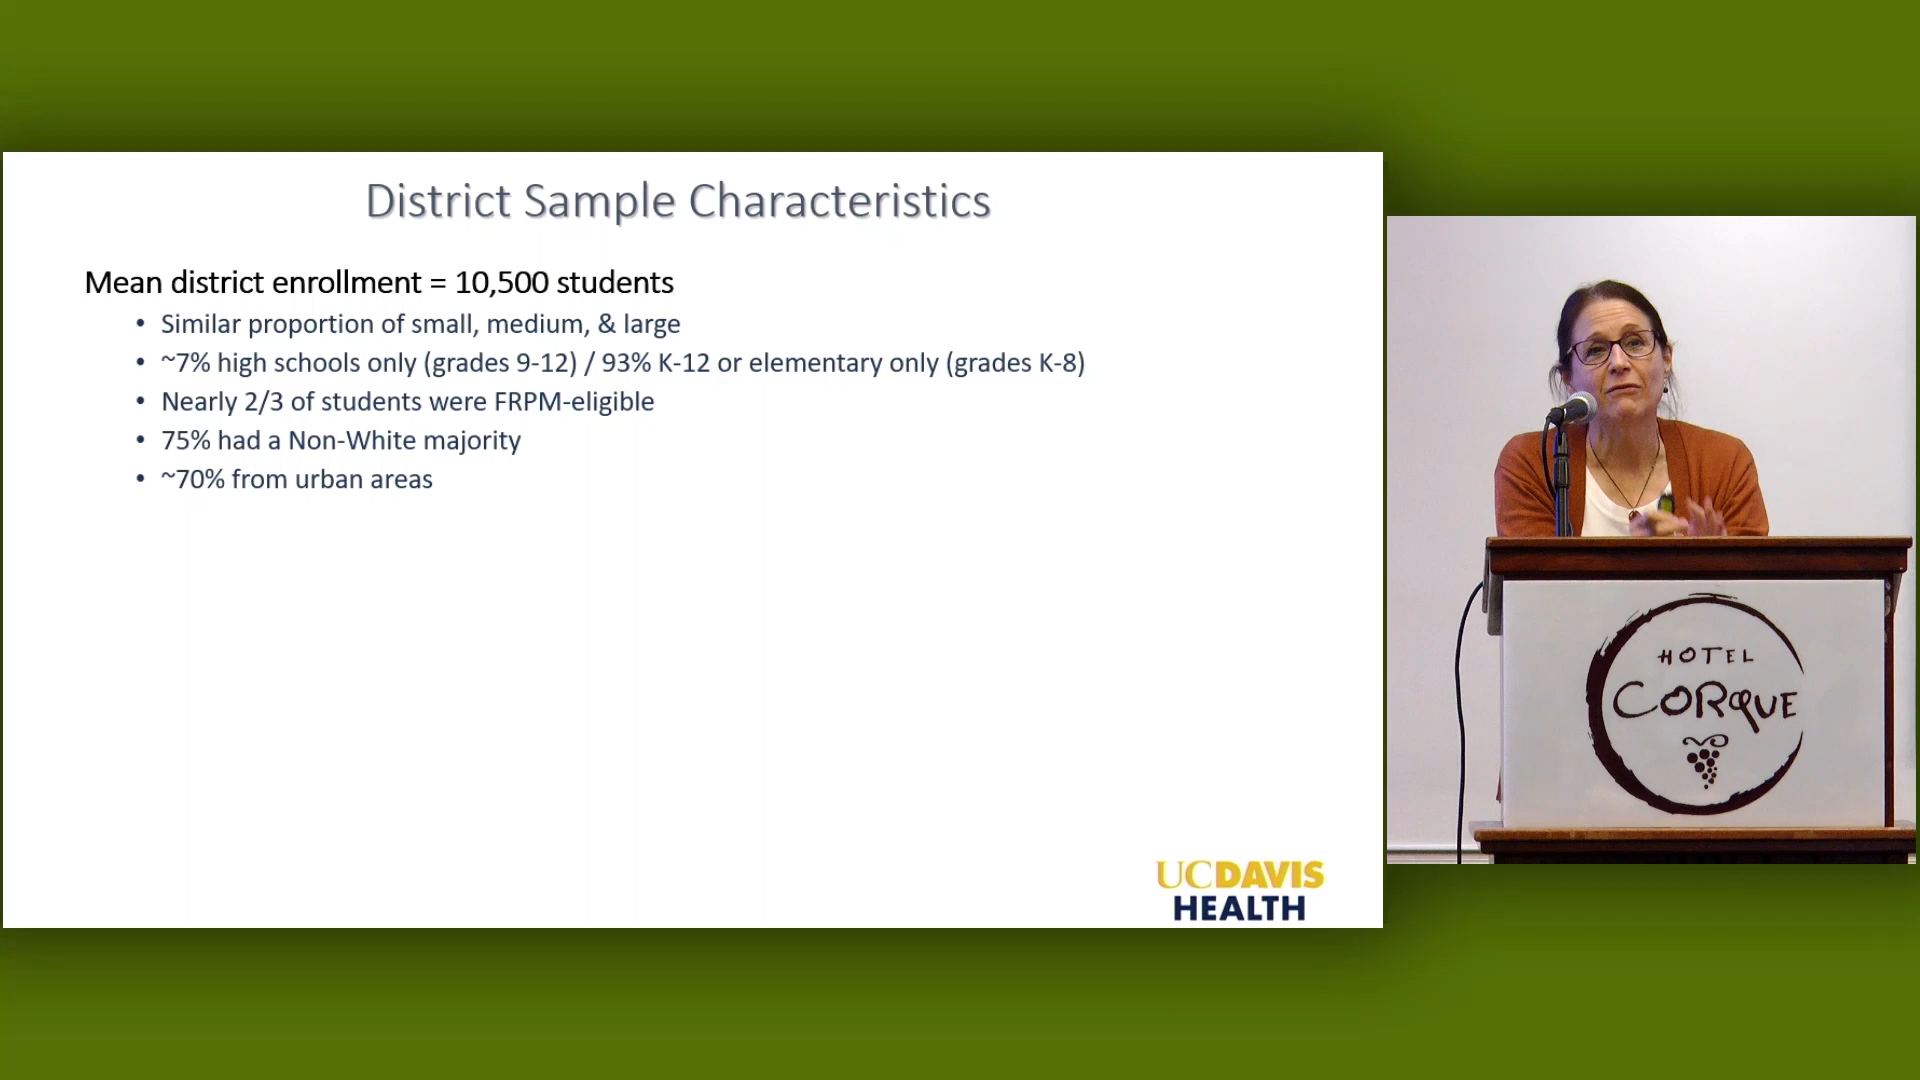 District Sample Characteristics
Mean district enrollment = 10,500 students
• Similar proportion of small, medium, & large
• ~7% high schools only (grades 9-12) / 93% K-12 or elementary only (grades K-8)
• Nearly 2/3 of students were FRPM-eligible
• 75% had a Non-White majority
• ~70% from urban areas
UCDAVIS
HEALTH
HOTEL
CORQUE